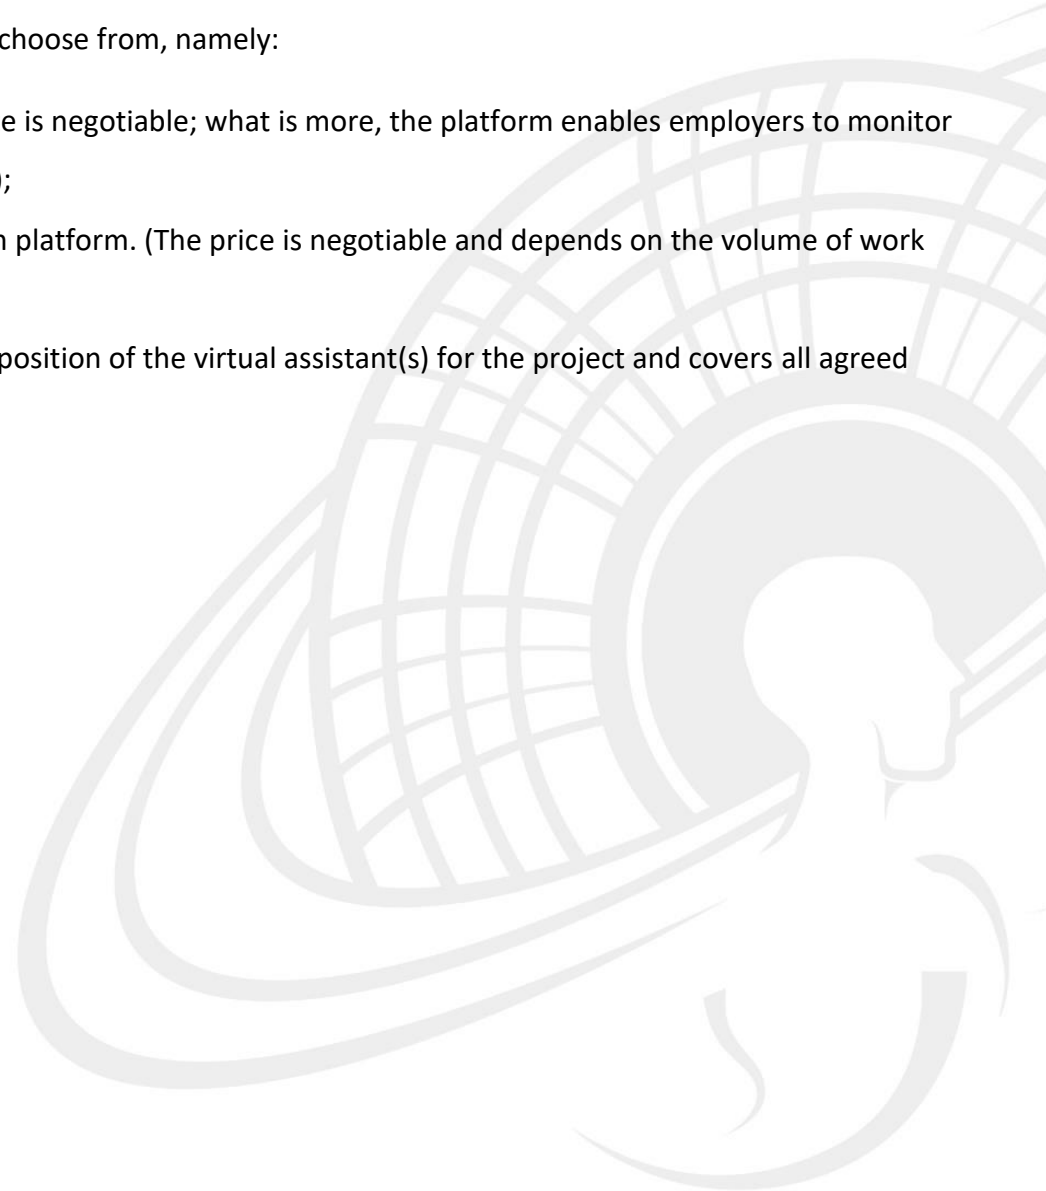 choose from, namely:
e is negotiable; what is more, the platform enables employers to monitor
);
platform. (The price is negotiable and depends on the volume of work
position of the virtual assistant(s) for the project and covers all agreed